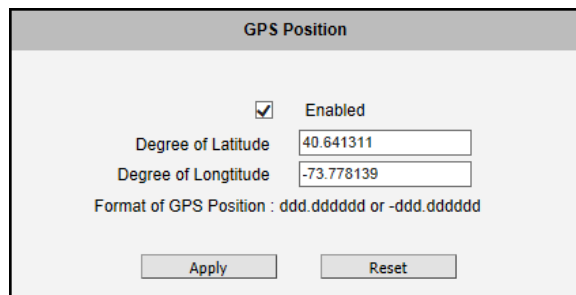 GPS Position
Enabled
Degree of Latitude 40.641311
Degree of Longtitude -73.778139
Format of GPS Position : ddd.dddddd or -ddd.dddddd
Apply Reset